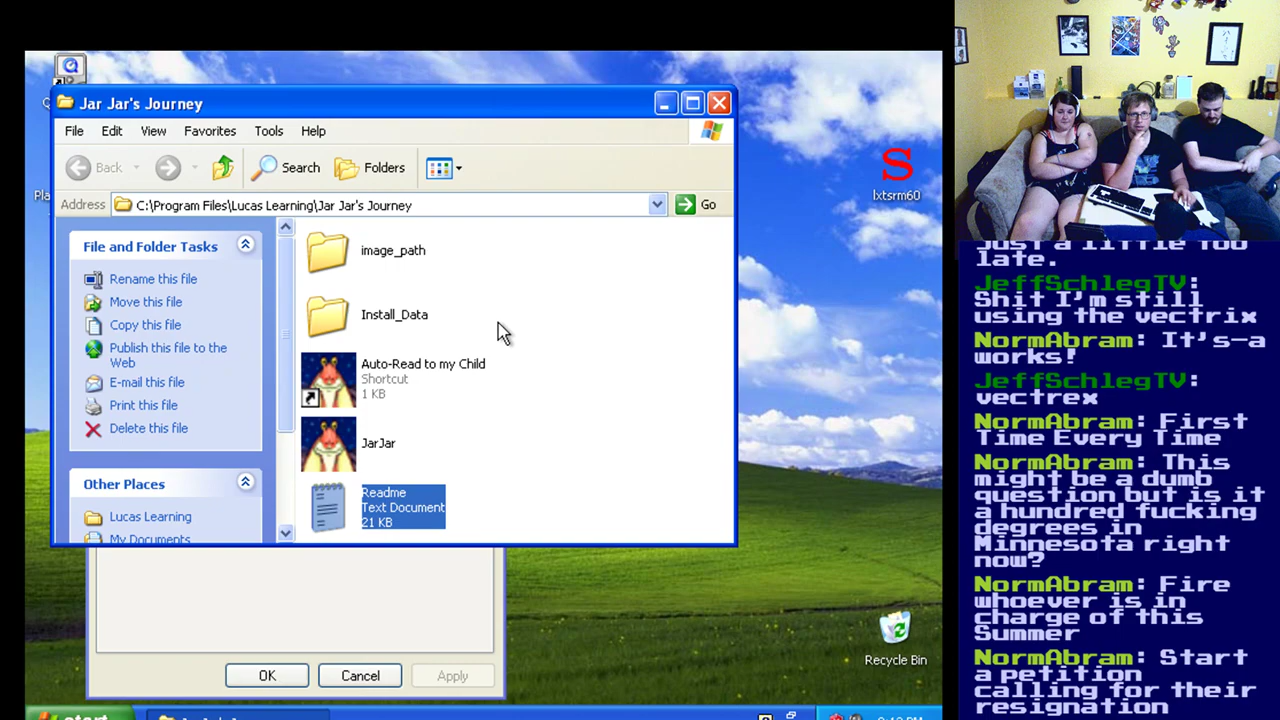 Jar Jar's Journey
File Edit View Favorites Tools Help
Back Search Folders
Address C:\Program Files\Lucas Learning\Jar Jar's Journey Go
File and Folder Tasks
Rename this file
Move this file
Copy this file
Publish this file to the
Web
E-mail this file
Print this file
Delete this file
Other Places
Lucas Learning
My Documents
image_path
Install_Data
Auto-Read to my Child
Shortcut
1 KB
JarJar
Readme
Text Document
21 KB
OK Cancel Apply
S
lxtsrm60
Recycle Bin
start
Just a little too
late.
JeffSchlegTV:
Shit I'm still
using the vectrix
NormAbram: It's-a
works!
JeffSchlegTV:
vectrex
NormAbram: First
Time Every Time
NormAbram: This
might be a dumb
question but is it
a hundred fucking
degrees in
Minnesota right
now?
NormAbram: Fire
whoever is in
charge of this
Summer
NormAbram: Start
a petition
calling for their
resignation